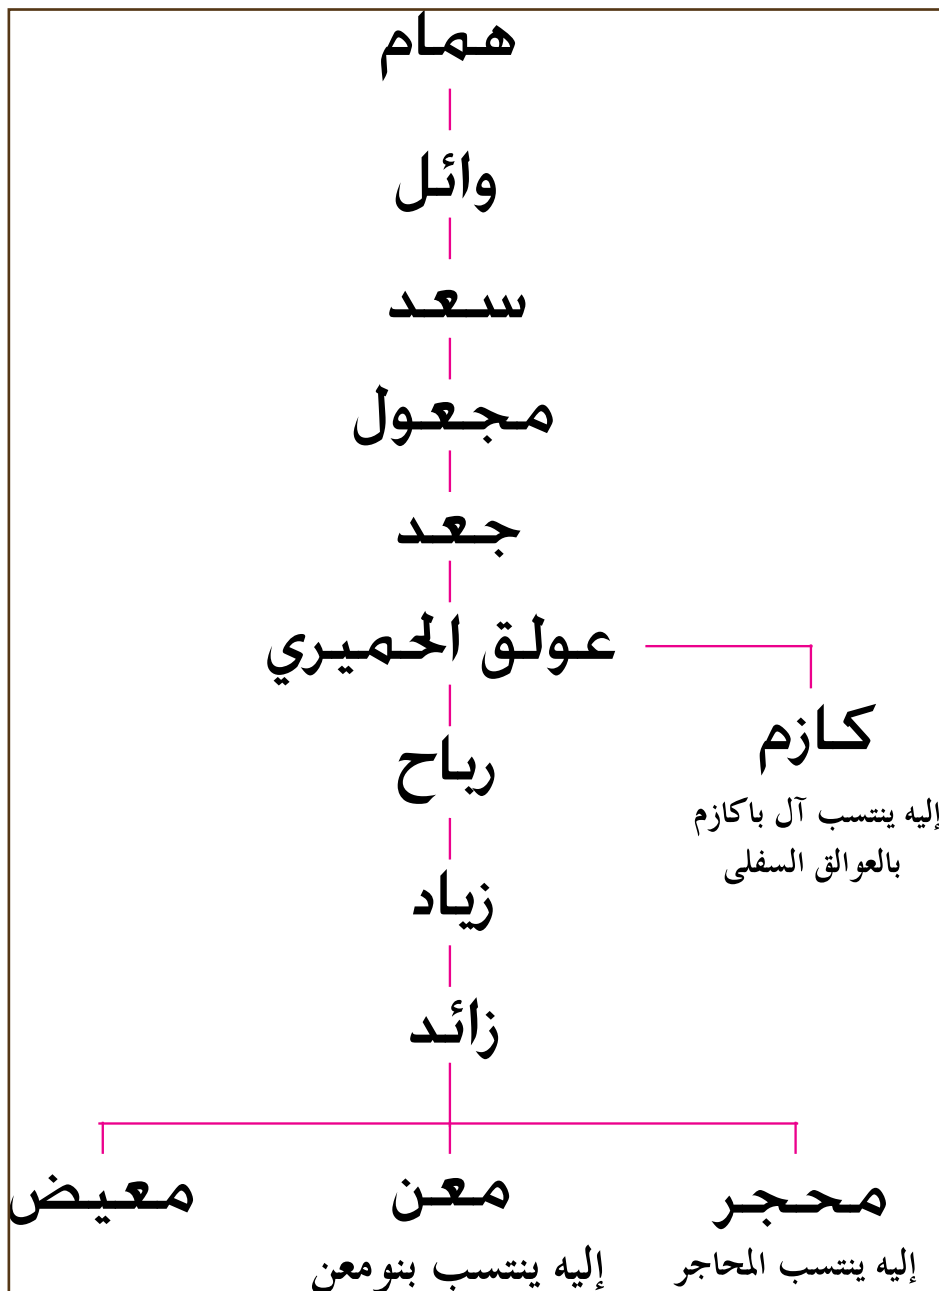 همام
وائل
سعد
مجعول
جعد
عولق الحميري
كازم
إليه ينتسب آل باكازم
بالعوالق السفلى
رباح
زياد
زائد
محجر
إليه ينتسب المحاجر
معن
إليه ينتسب بنو معن
معيض